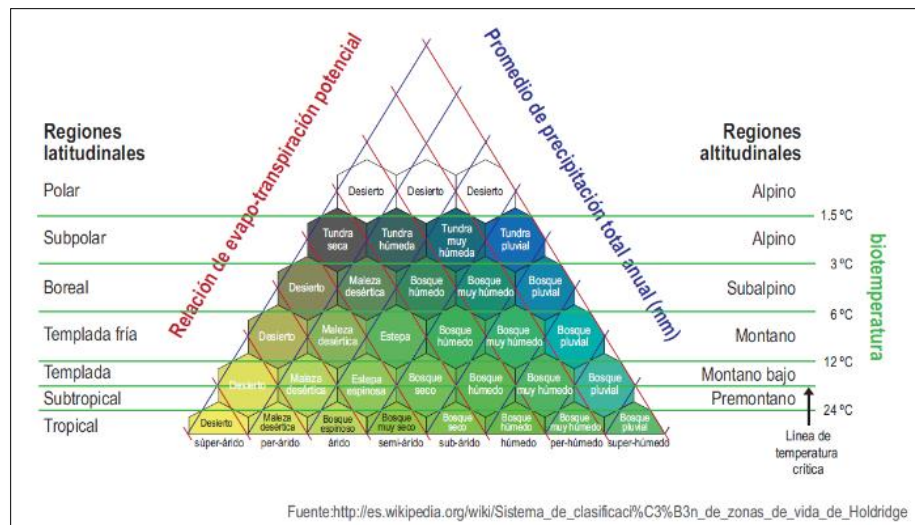 Relación de evapo-transpiración potencial
Promedio de precipitación total anual (mm)
Regiones
latitudinales
Regiones
altitudinales
Polar
Desierto
Desierto
Desierto
Alpino
1.5 ºC
Subpolar
Tundra
seca
Tundra
húmeda
Tundra
muy
húmeda
Tundra
pluvial
Alpino
3 ºC
Boreal
Desierto
Maleza
desértica
Bosque
húmedo
Bosque
muy húmedo
Bosque
pluvial
Subalpino
6 ºC
Templada fría
Desierto
Maleza
desértica
Estepa
Bosque
húmedo
Bosque
muy húmedo
Bosque
pluvial
Montano
12 ºC
Templada
Subtropical
Desierto
Maleza
desértica
Estepa
espinosa
Bosque
seco
Bosque
húmedo
Bosque
muy húmedo
Bosque
pluvial
Montano bajo
Premontano
24 ºC
biotemperatura
Tropical
Desierto
Maleza
desértica
Bosque
espinoso
Bosque
muy seco
Bosque
seco
Bosque
húmedo
Bosque
muy húmedo
Bosque
pluvial
súper-árido
per-árido
árido
semi-árido
sub-árido
húmedo
per-húmedo
super-húmedo
Linea de
temperatura
crítica
Fuente:http://es.wikipedia.org/wiki/Sistema_de_clasificaci%C3%B3n_de_zonas_de_vida_de_Holdridge